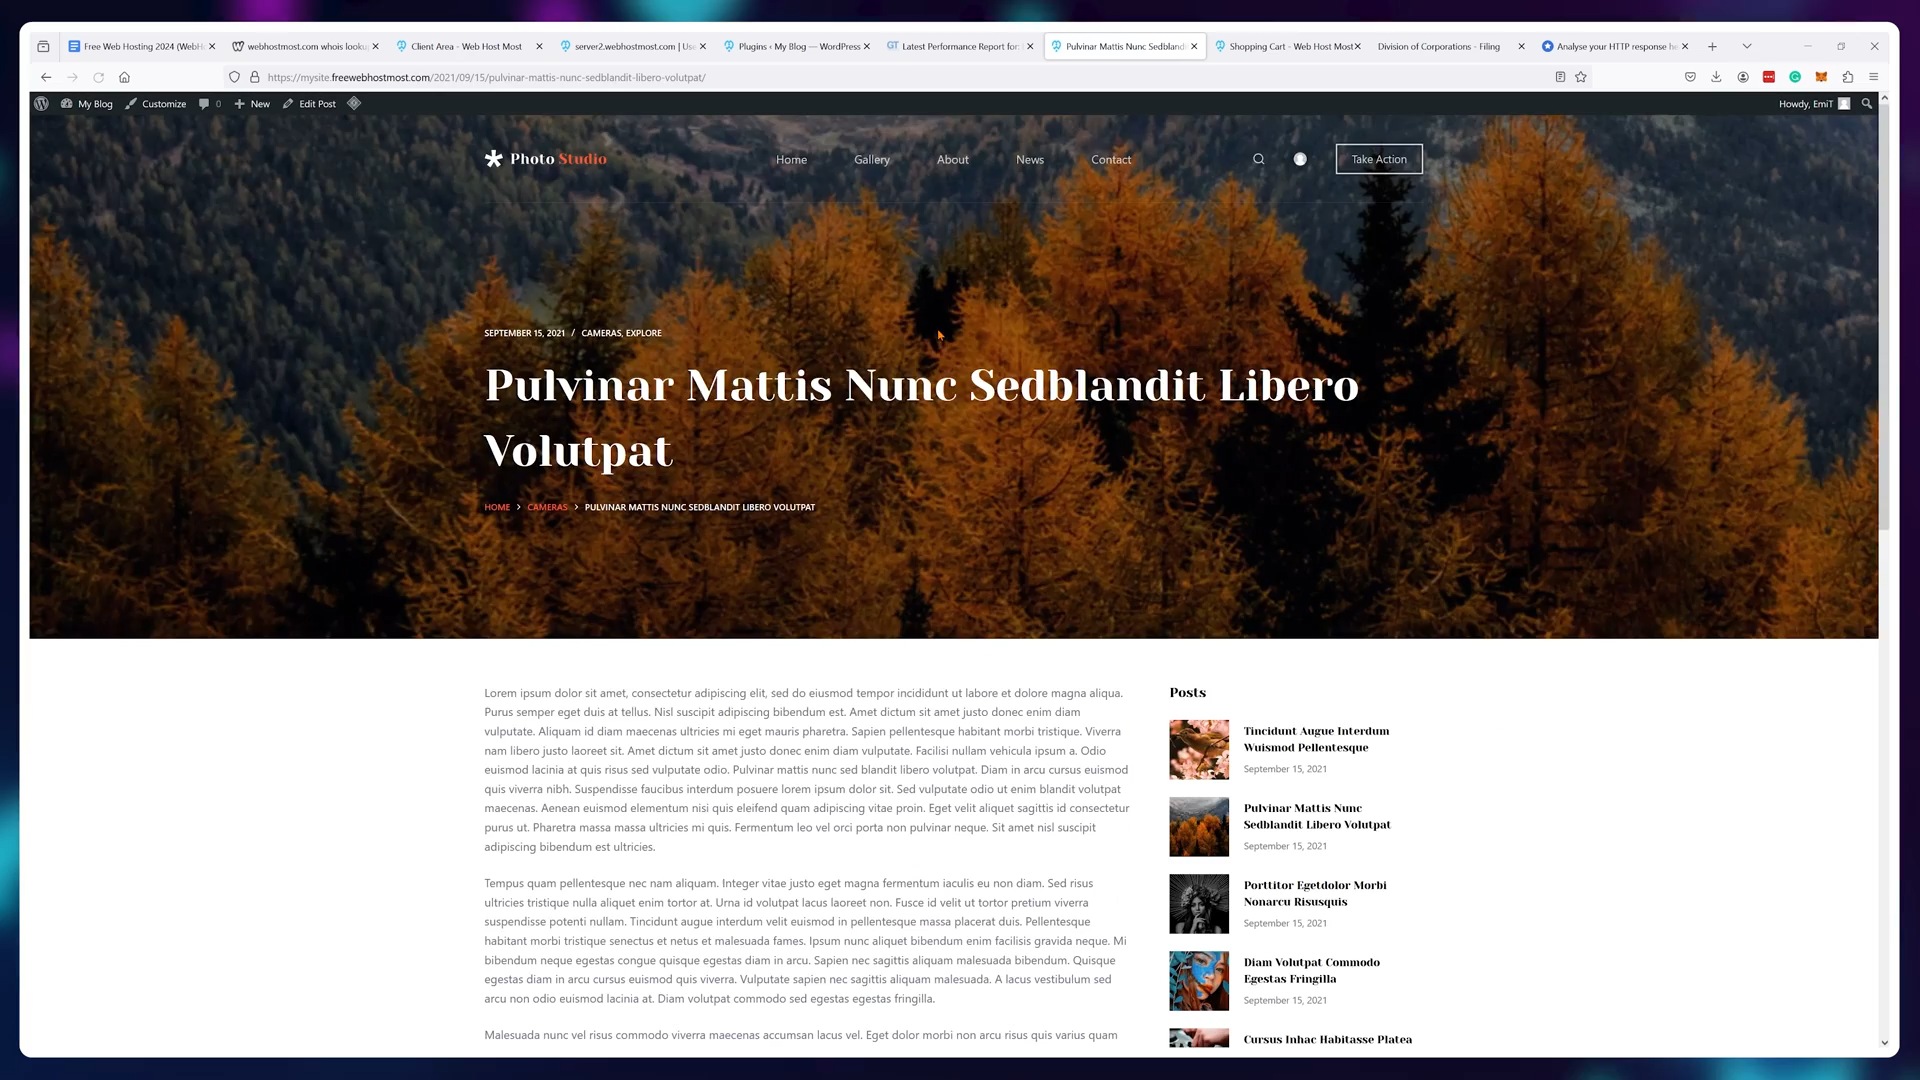 Free Web Hosting 2024 (WebH
webhostmost.com whois looku
Client Area - Web Host Most
server2.webhostmost.com | Use
Plugins ‹ My Blog — WordPress
GT Latest Performance Report for:
Pulvinar Mattis Nunc Sedblandi
Shopping Cart - Web Host Most
Division of Corporations - Filing
Analyse your HTTP response he
https://mysite.freewebhostmost.com/2021/09/15/pulvinar-mattis-nunc-sedblandit-libero-volutpat/
My Blog
Customize
0
New
Edit Post
Howdy, EmiT
Photo Studio
Home
Gallery
About
News
Contact
Take Action
SEPTEMBER 15, 2021 / CAMERAS, EXPLORE
Pulvinar Mattis Nunc Sedblandit Libero
Volutpat
HOME > CAMERAS > PULVINAR MATTIS NUNC SEDBLANDIT LIBERO VOLUTPAT
Lorem ipsum dolor sit amet, consectetur adipiscing elit, sed do eiusmod tempor incididunt ut labore et dolore magna aliqua.
Purus semper eget duis at tellus. Nisl suscipit adipiscing bibendum est. Amet dictum sit amet justo donec enim diam
vulputate. Aliquam id diam maecenas ultricies mi eget mauris pharetra. Sapien pellentesque habitant morbi tristique. Viverra
nam libero justo laoreet sit. Amet dictum sit amet justo donec enim diam vulputate. Facilisi nullam vehicula ipsum a. Odio
euismod lacinia at quis risus sed vulputate odio. Pulvinar mattis nunc sed blandit libero volutpat. Diam in arcu cursus euismod
quis viverra nibh. Suspendisse faucibus interdum posuere lorem ipsum dolor sit. Sed vulputate odio ut enim blandit volutpat
maecenas. Aenean euismod elementum nisi quis eleifend quam adipiscing vitae proin. Eget velit aliquet sagittis id consectetur
purus ut. Pharetra massa massa ultricies mi quis. Fermentum leo vel orci porta non pulvinar neque. Sit amet nisl suscipit
adipiscing bibendum est ultricies.
Tempus quam pellentesque nec nam aliquam. Integer vitae justo eget magna fermentum iaculis eu non diam. Sed risus
ultricies tristique nulla aliquet enim tortor at. Urna id volutpat lacus laoreet non. Fusce id velit ut tortor pretium viverra
suspendisse potenti nullam. Tincidunt augue interdum velit euismod in pellentesque massa placerat duis. Pellentesque
habitant morbi tristique senectus et netus et malesuada fames. Ipsum nunc aliquet bibendum enim facilisis gravida neque. Mi
bibendum neque egestas congue quisque egestas diam in arcu. Sapien nec sagittis aliquam malesuada bibendum. Quisque
egestas diam in arcu cursus euismod quis viverra. Vulputate sapien nec sagittis aliquam malesuada. A lacus vestibulum sed
arcu non odio euismod lacinia at. Diam volutpat commodo sed egestas egestas fringilla.
Malesuada nunc vel risus commodo viverra maecenas accumsan lacus vel. Eget dolor morbi non arcu risus quis varius quam
Posts
Tincidunt Augue Interdum
Wuismod Pellentesque
September 15, 2021
Pulvinar Mattis Nunc
Sedblandit Libero Volutpat
September 15, 2021
Porttitor Egetdolor Morbi
Nonarcu Risusquis
September 15, 2021
Diam Volutpat Commodo
Egestas Fringilla
September 15, 2021
Cursus Inhac Habitasse Platea